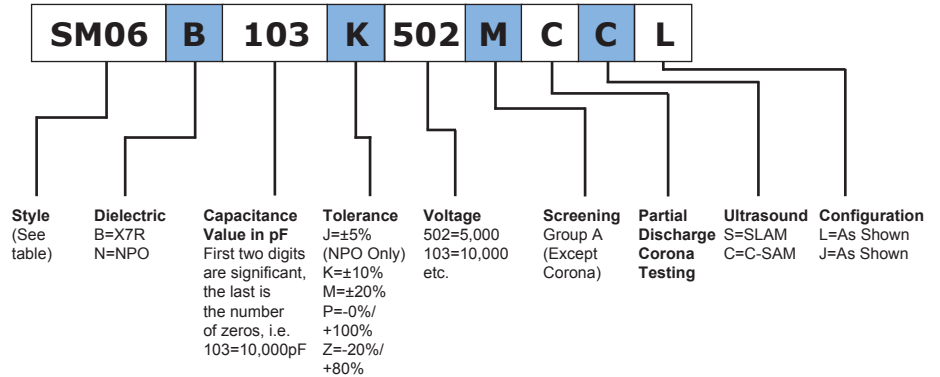 SM06 B 103 K 502 M C C L
Style
(See
table)
Dielectric
B=X7R
N=NPO
Capacitance
Value in pF
First two digits
are significant,
the last is
the number
of zeros, i.e.
103=10,000pF
Tolerance
J=±5%
(NPO Only)
K=±10%
M=±20%
P=-0%/
+100%
Z=-20%/
+80%
Voltage
502=5,000
103=10,000
etc.
Screening
Group A
(Except
Corona)
Partial
Discharge
Corona
Testing
Ultrasound
S=SLAM
C=C-SAM
Configuration
L=As Shown
J=As Shown